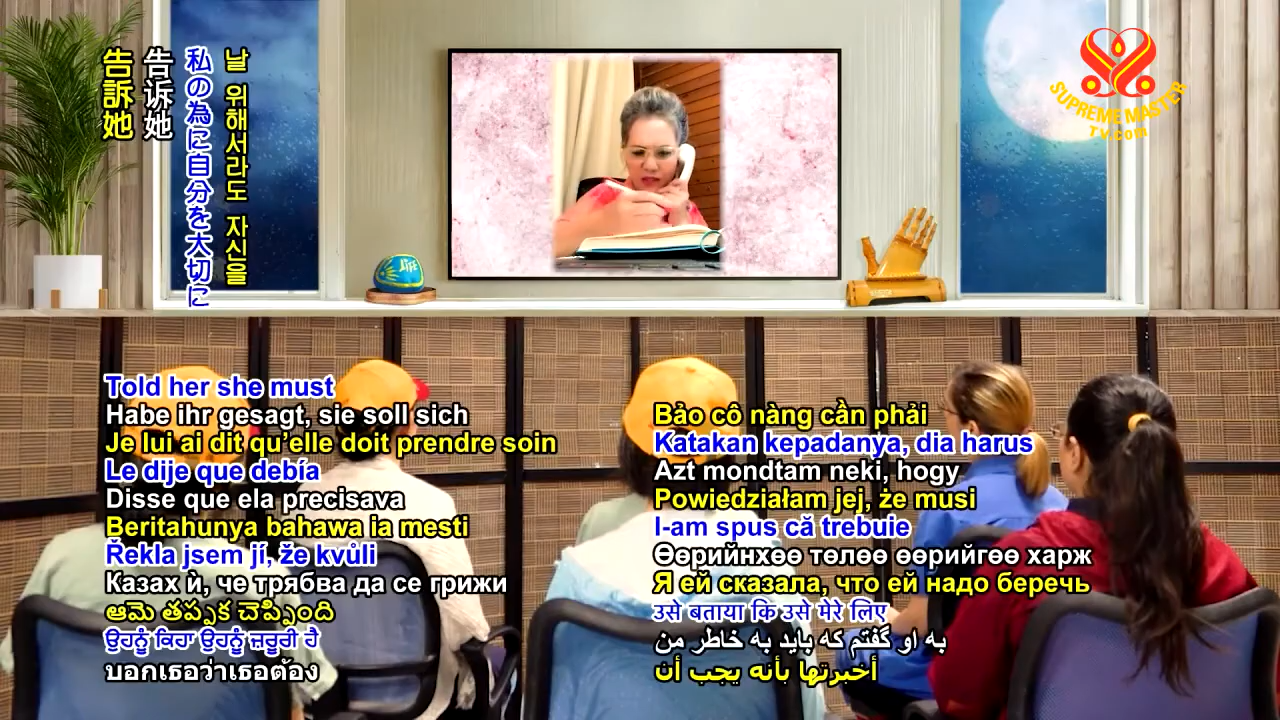 날 위해서라도 자신을
私の為に自分を大切に
告诉她
告訴她
SUPREME MASTER
TV.com
Told her she must
Habe ihr gesagt, sie soll sich
Je lui ai dit qu’elle doit prendre soin
Le dije que debía
Disse que ela precisava
Beritahunya bahawa ia mesti
Řekla jsem jí, že kvůli
Казах ѝ, че трябва да се грижи
ఆమె తప్పక చెప్పింది
ਉਹਨੂੰ ਕਿਹਾ ਉਹਨੂੰ ਜ਼ਰੂਰੀ ਹੈ
บอกเธอว่าเธอต้อง
Bảo cô nàng cần phải
Katakan kepadanya, dia harus
Azt mondtam neki, hogy
Powiedziałam jej, że musi
I-am spus că trebuie
Өөрийнхөө төлөө өөрийгөө харж
Я ей сказала, что ей надо беречь
उसे बताया कि उसे मेरे लिए
به او گفتم که باید به خاطر من
أخبرتها بأنه يجب أن